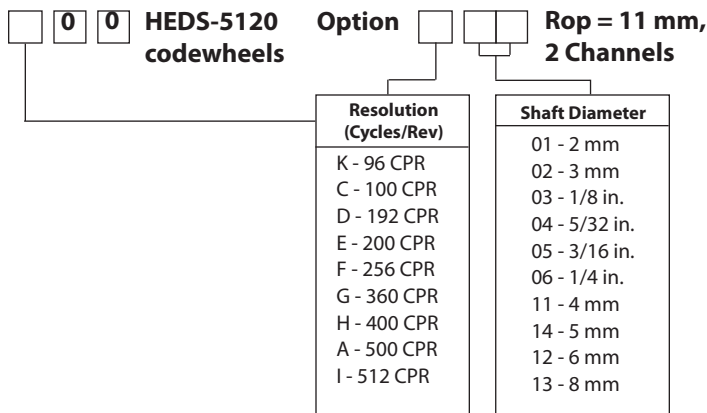 0 0 HEDS-5120 Option Rop = 11 mm,
codewheels 2 Channels
Resolution
(Cycles/Rev)
K - 96 CPR
C - 100 CPR
D - 192 CPR
E - 200 CPR
F - 256 CPR
G - 360 CPR
H - 400 CPR
A - 500 CPR
I - 512 CPR
Shaft Diameter
01 - 2 mm
02 - 3 mm
03 - 1/8 in.
04 - 5/32 in.
05 - 3/16 in.
06 - 1/4 in.
11 - 4 mm
14 - 5 mm
12 - 6 mm
13 - 8 mm